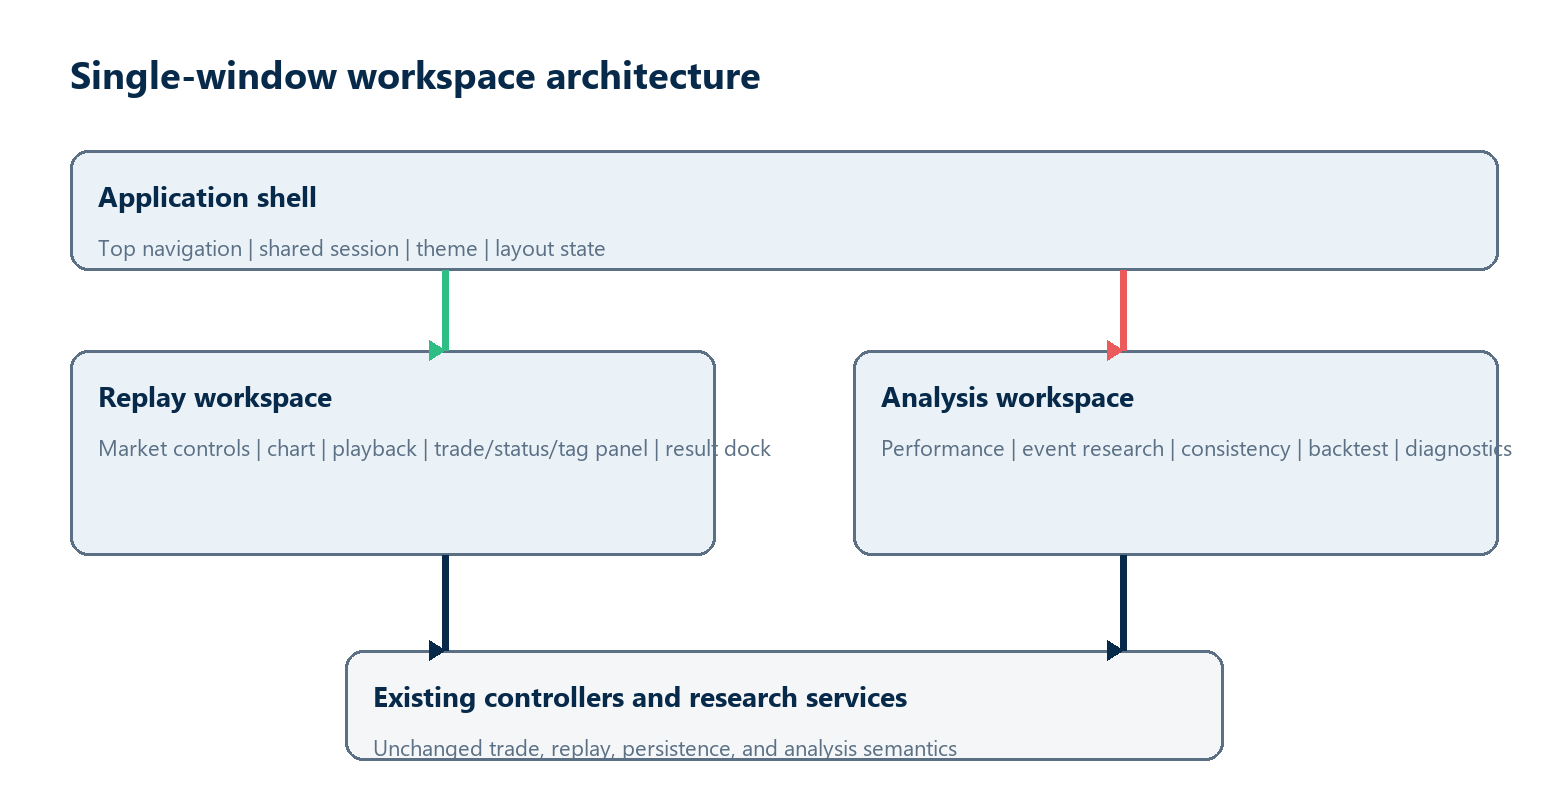 Single-window workspace architecture
Application shell
Top navigation | shared session | theme | layout state
Replay workspace
Market controls | chart | playback | trade/status/tag panel | result dock
Analysis workspace
Performance | event research | consistency | backtest | diagnostics
Existing controllers and research services
Unchanged trade, replay, persistence, and analysis semantics